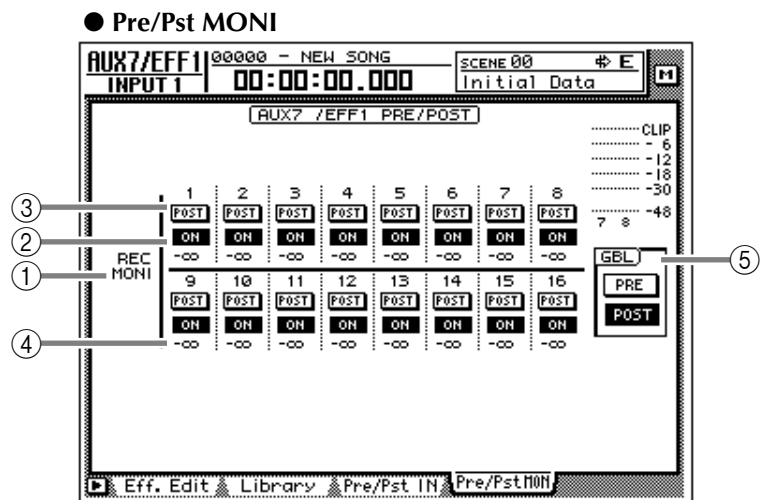 ● Pre/Pst MONI
AUX7/EFF1 00000 - NEW SONG SCENE 00 E M
INPUT 1 00:00:00.000 Initial Data
AUX7 /EFF1 PRE/POST
CLIP
- 6
-12
-18
-30
-48
7 8
1 2 3 4 5 6 7 8
③ POST POST POST POST POST POST POST POST
② ON ON ON ON ON ON ON ON
-∞ -∞ -∞ -∞ -∞ -∞ -∞ -∞
REC
① MONI
9 10 11 12 13 14 15 16
POST POST POST POST POST POST POST POST
ON ON ON ON ON ON ON ON
④ -∞ -∞ -∞ -∞ -∞ -∞ -∞ -∞
GBL ⑤
PRE
POST
Eff. Edit Library Pre/Pst IN Pre/PstMON